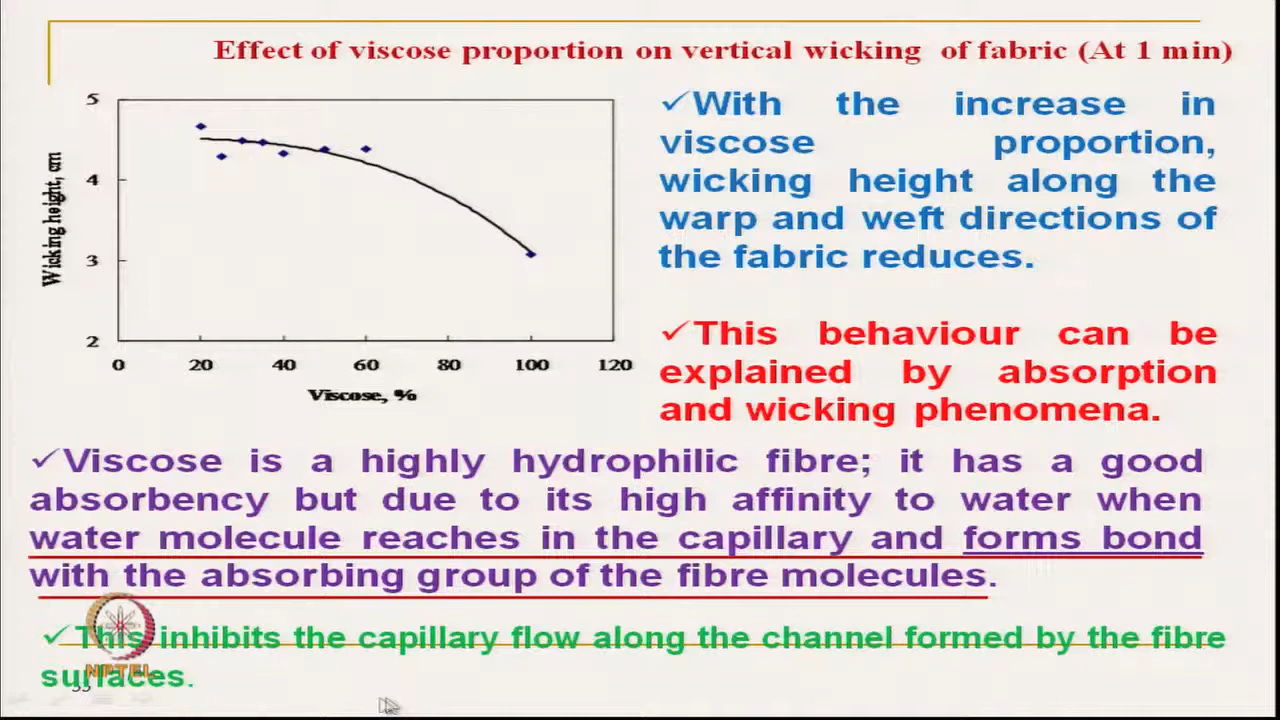 Effect of viscose proportion on vertical wicking of fabric (At 1 min)
5
4
3
2
0 20 40 60 80 100 120
Wicking height, cm
Viscose, %
✓With the increase in
viscose proportion,
wicking height along the
warp and weft directions of
the fabric reduces.
✓This behaviour can be
explained by absorption
and wicking phenomena.
✓Viscose is a highly hydrophilic fibre; it has a good
absorbency but due to its high affinity to water when
water molecule reaches in the capillary and forms bond
with the absorbing group of the fibre molecules.
✓This inhibits the capillary flow along the channel formed by the fibre
surfaces.
NPTEL